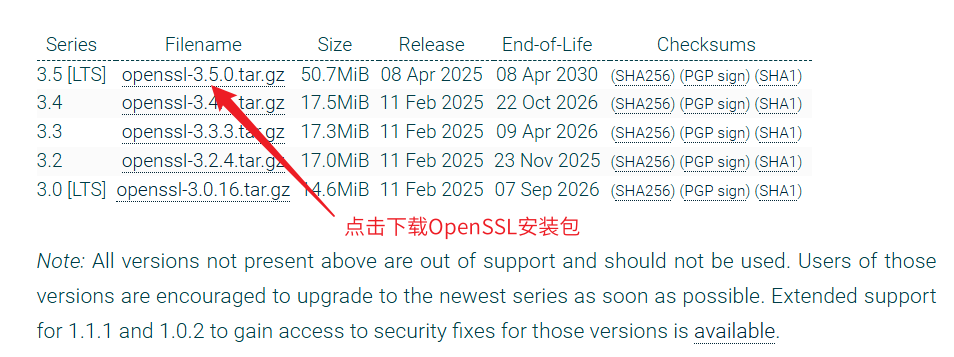 Series Filename Size Release End-of-Life Checksums
3.5 [LTS] openssl-3.5.0.tar.gz 50.7MiB 08 Apr 2025 08 Apr 2030 (SHA256) (PGP sign) (SHA1)
3.4 openssl-3.4. .tar.gz 17.5MiB 11 Feb 2025 22 Oct 2026 (SHA256) (PGP sign) (SHA1)
3.3 openssl-3.3.3.tar.gz 17.3MiB 11 Feb 2025 09 Apr 2026 (SHA256) (PGP sign) (SHA1)
3.2 openssl-3.2.4.tar.gz 17.0MiB 11 Feb 2025 23 Nov 2025 (SHA256) (PGP sign) (SHA1)
3.0 [LTS] openssl-3.0.16.tar.gz 14.6MiB 11 Feb 2025 07 Sep 2026 (SHA256) (PGP sign) (SHA1)
点击下载OpenSSL安装包
Note: All versions not present above are out of support and should not be used. Users of those
versions are encouraged to upgrade to the newest series as soon as possible. Extended support
for 1.1.1 and 1.0.2 to gain access to security fixes for those versions is available.